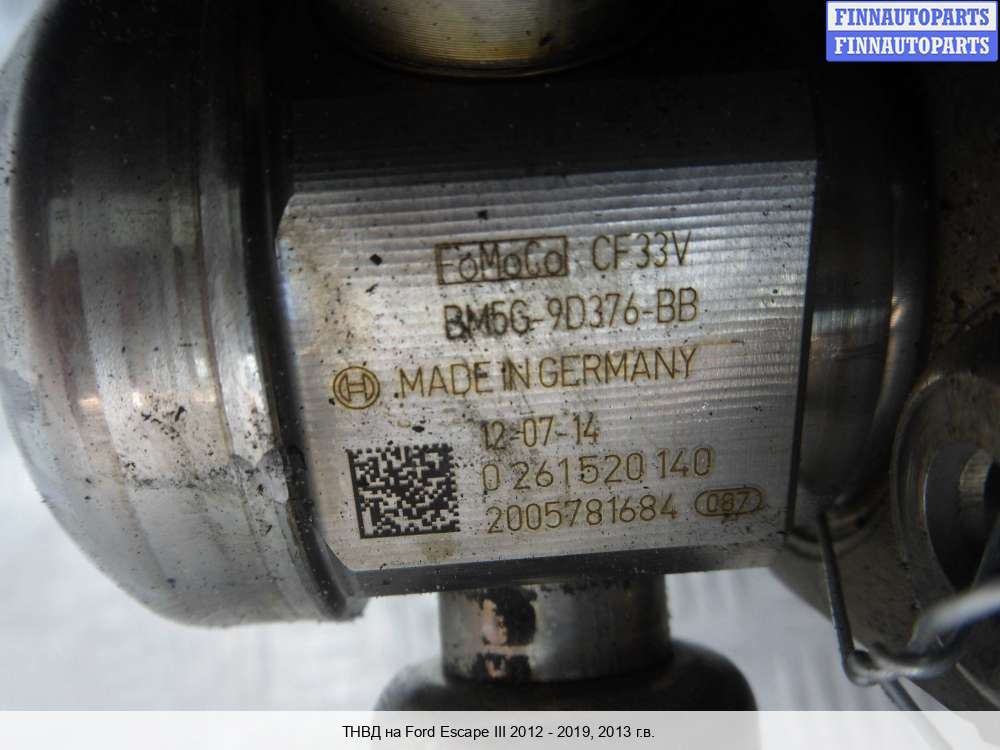 FINNAUTOPARTS
FINNAUTOPARTS
FoMoCo CF33V
BM5G-9D376-BB
MADE IN GERMANY
12-07-14
0 261 520 140
2005781684 087
ТНВД на Ford Escape III 2012 - 2019, 2013 г.в.